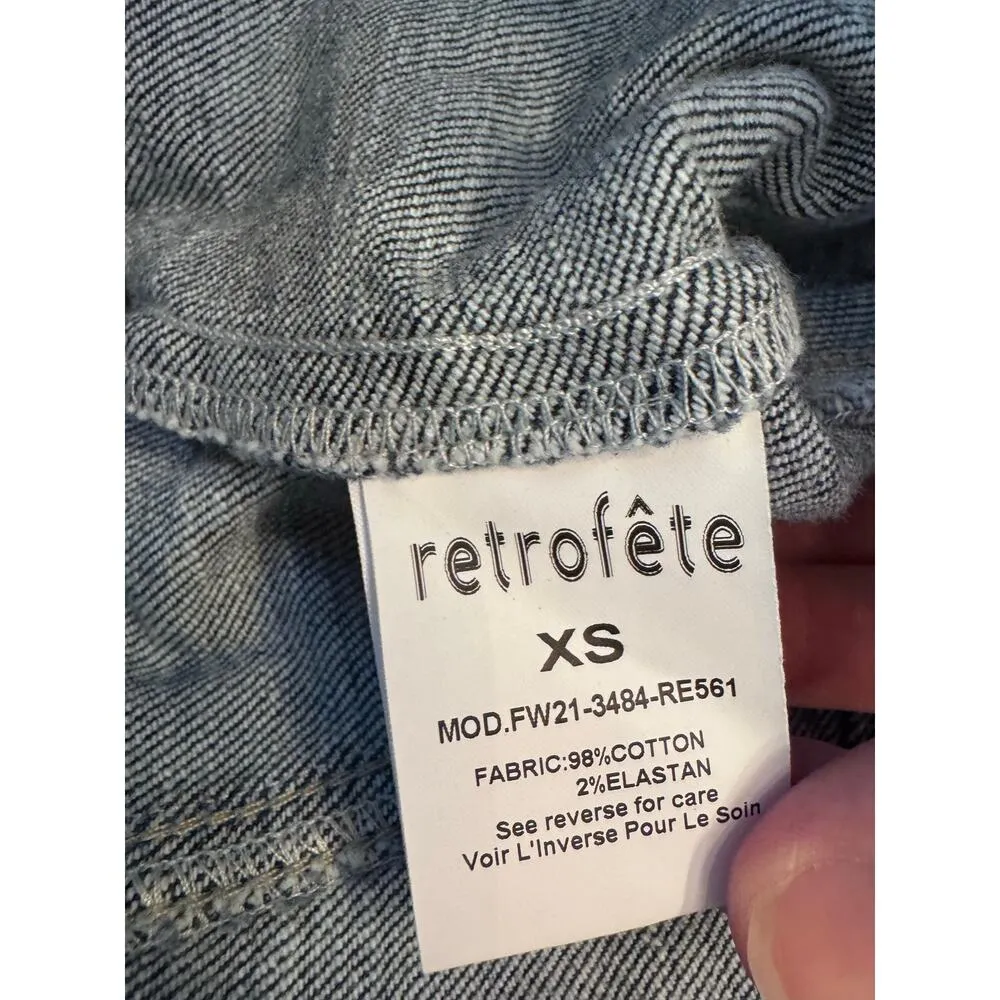 retrofête
XS
MOD.FW21-3484-RE561
FABRIC:98%COTTON
2%ELASTAN
See reverse for care
Voir L'Inverse Pour Le Soin